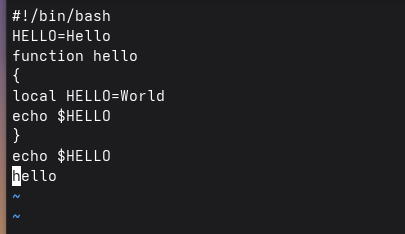 #!/bin/bash
HELLO=Hello
function hello
{
local HELLO=World
echo $HELLO
}
echo $HELLO
hello
~
~